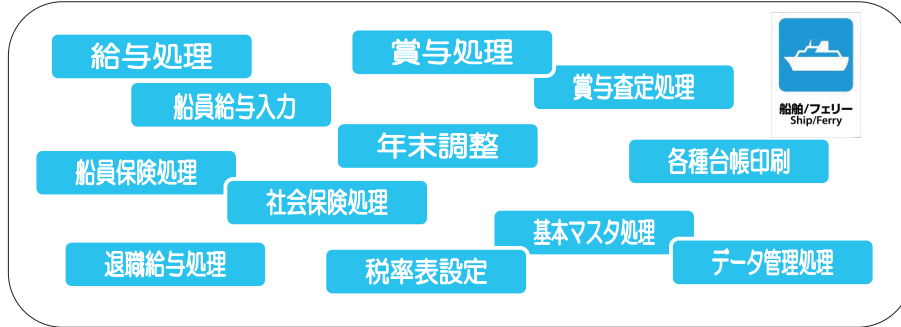 給与処理
賞与処理
船員給与入力
賞与査定処理
船舶/フェリー
Ship/Ferry
年末調整
各種台帳印刷
船員保険処理
社会保険処理
基本マスタ処理
退職給与処理
税率表設定
データ管理処理